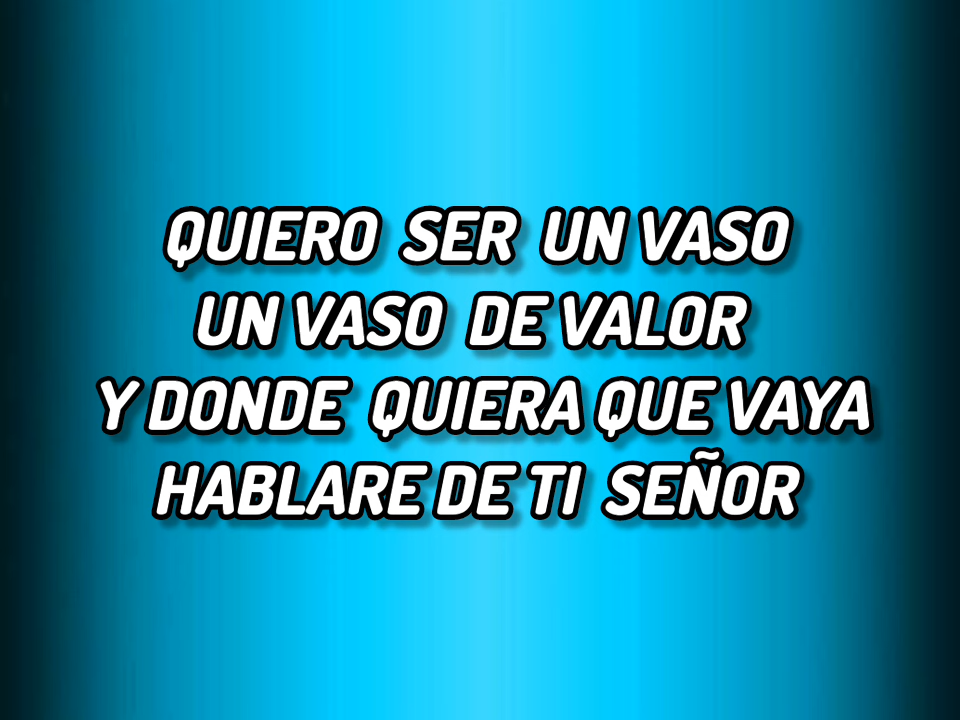 QUIERO SER UN VASO
UN VASO DE VALOR
Y DONDE QUIERA QUE VAYA
HABLARE DE TI SEÑOR